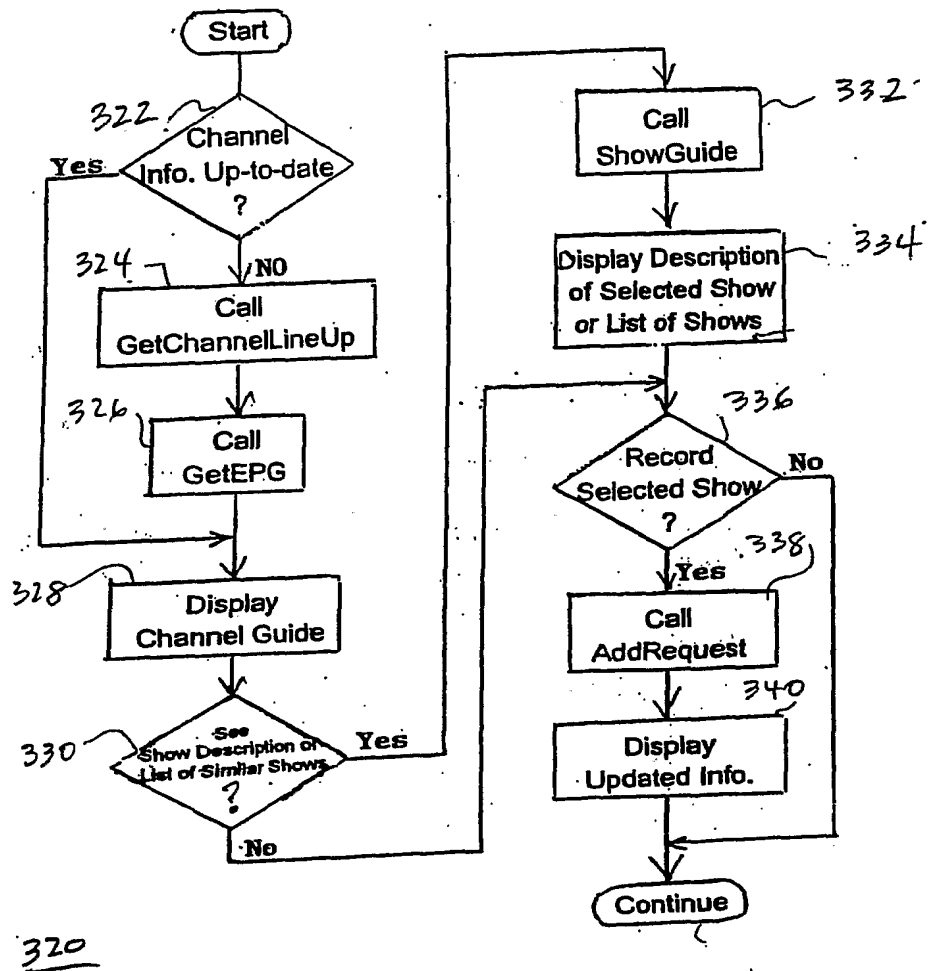 Start
322
Channel
Info. Up-to-date
?
Yes
NO
324
Call
GetChannelLineUp
326
Call
GetEPG
328
Display
Channel Guide
330
See
Show Description or
List of Similar Shows
?
Yes
No
332
Call
ShowGuide
334
Display Description
of Selected Show
or List of Shows
336
Record
Selected Show
?
No
Yes
338
Call
AddRequest
340
Display
Updated Info.
Continue
320